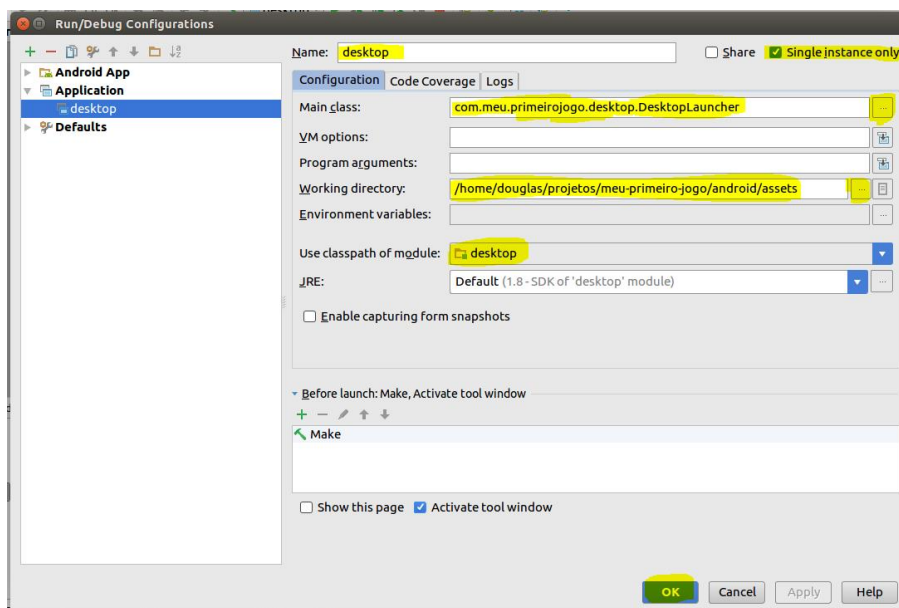 Run/Debug Configurations
Name: desktop
Share
Single instance only
Android App
Application
desktop
Defaults
Configuration Code Coverage Logs
Main class: com.meu.primeirojogo.desktop.DesktopLauncher ...
VM options:
Program arguments:
Working directory: /home/douglas/projetos/meu-primeiro-jogo/android/assets ...
Environment variables: ...
Use classpath of module: desktop
JRE: Default (1.8 - SDK of 'desktop' module) ...
Enable capturing form snapshots
Before launch: Make, Activate tool window
Make
Show this page Activate tool window
OK Cancel Apply Help